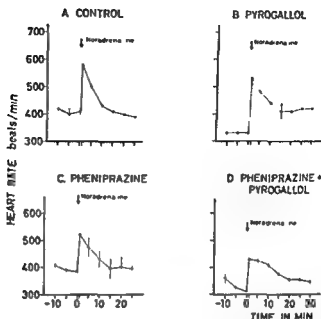 A CONTROL
Noradrenaline
B PYROGALLOL
Noradrenaline
700
600
500
400
300
HEART RATE beats/min
C. PHENIPRAZINE
Noradrenaline
D PHENIPRAZINE +
PYROGALLOL
Noradrenaline
600
500
400
300
-10 0 10 20
-10 0 10 20 30
TIME IN MIN